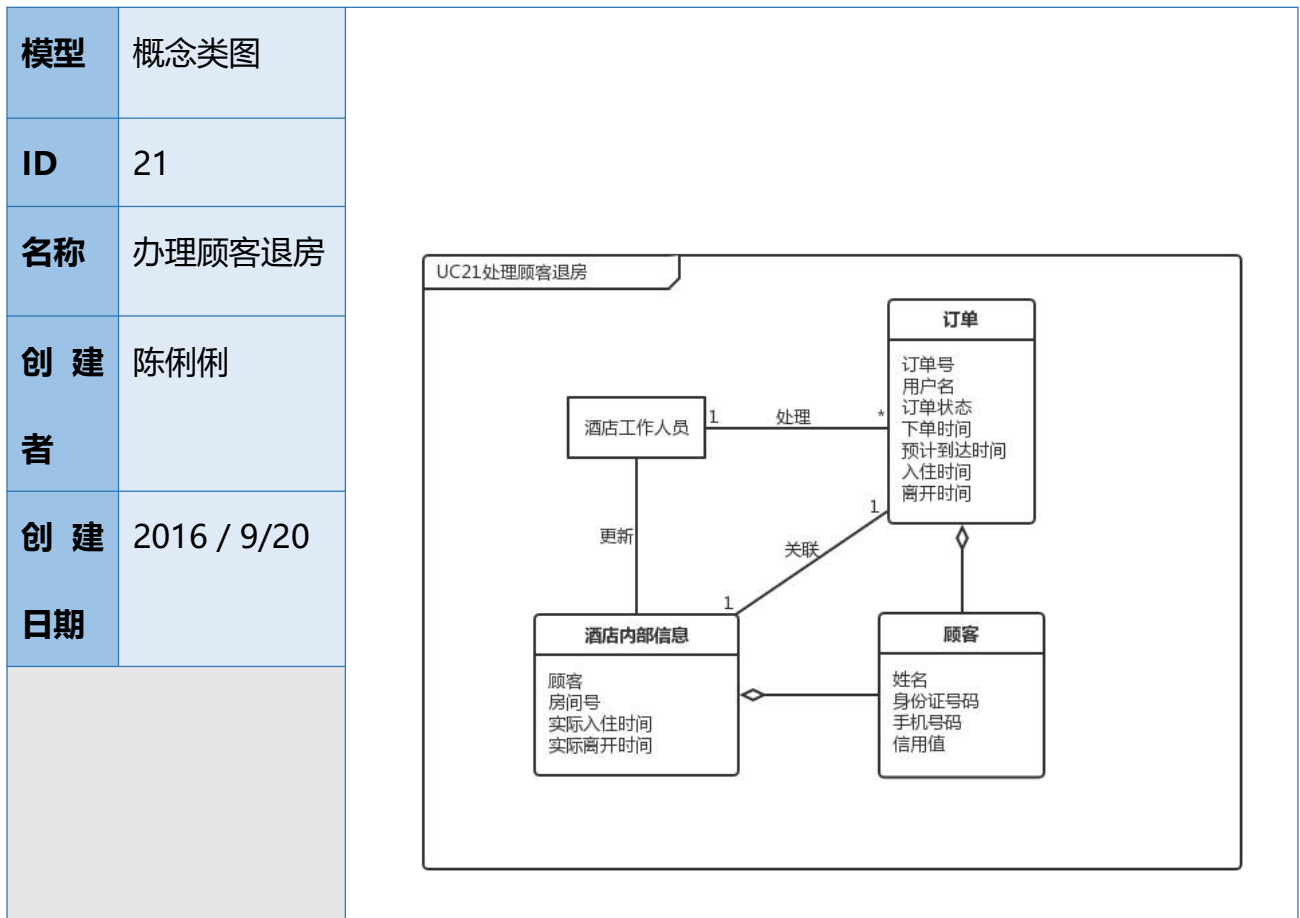 模型
概念类图
ID
21
名称
办理顾客退房
创 建
者
陈俐俐
创 建
日期
2016 / 9/20
UC21处理顾客退房
订单
订单号
用户名
订单状态
下单时间
预计到达时间
入住时间
离开时间
酒店工作人员
1
处理
*
更新
1
关联
1
酒店内部信息
顾客
房间号
实际入住时间
实际离开时间
顾客
姓名
身份证号码
手机号码
信用值